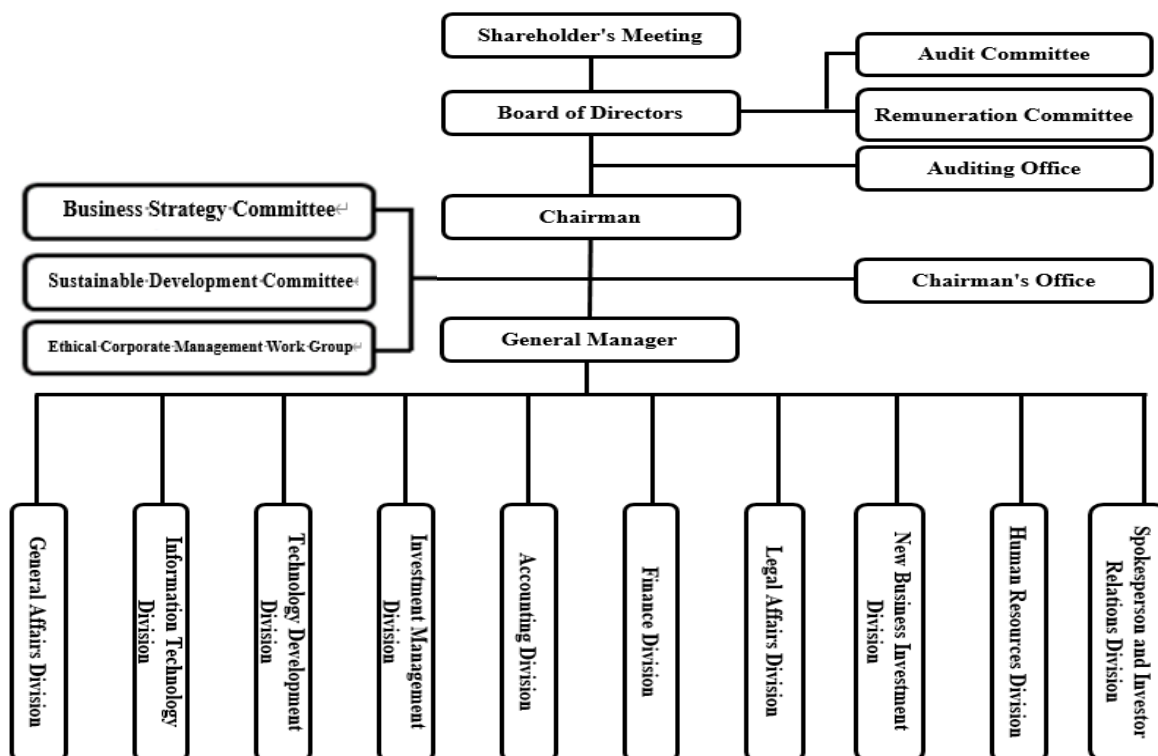 Shareholder's Meeting
Audit Committee
Board of Directors
Remuneration Committee
Auditing Office
Business·Strategy·Committee↵
Chairman
Sustainable·Development·Committee↵
Chairman's Office
Ethical·Corporate·Management·Work·Group↵
General Manager
General Affairs Division
Information Technology
Division
Technology Development
Division
Investment Management
Division
Accounting Division
Finance Division
Legal Affairs Division
New Business Investment
Division
Human Resources Division
Spokesperson and Investor
Relations Division